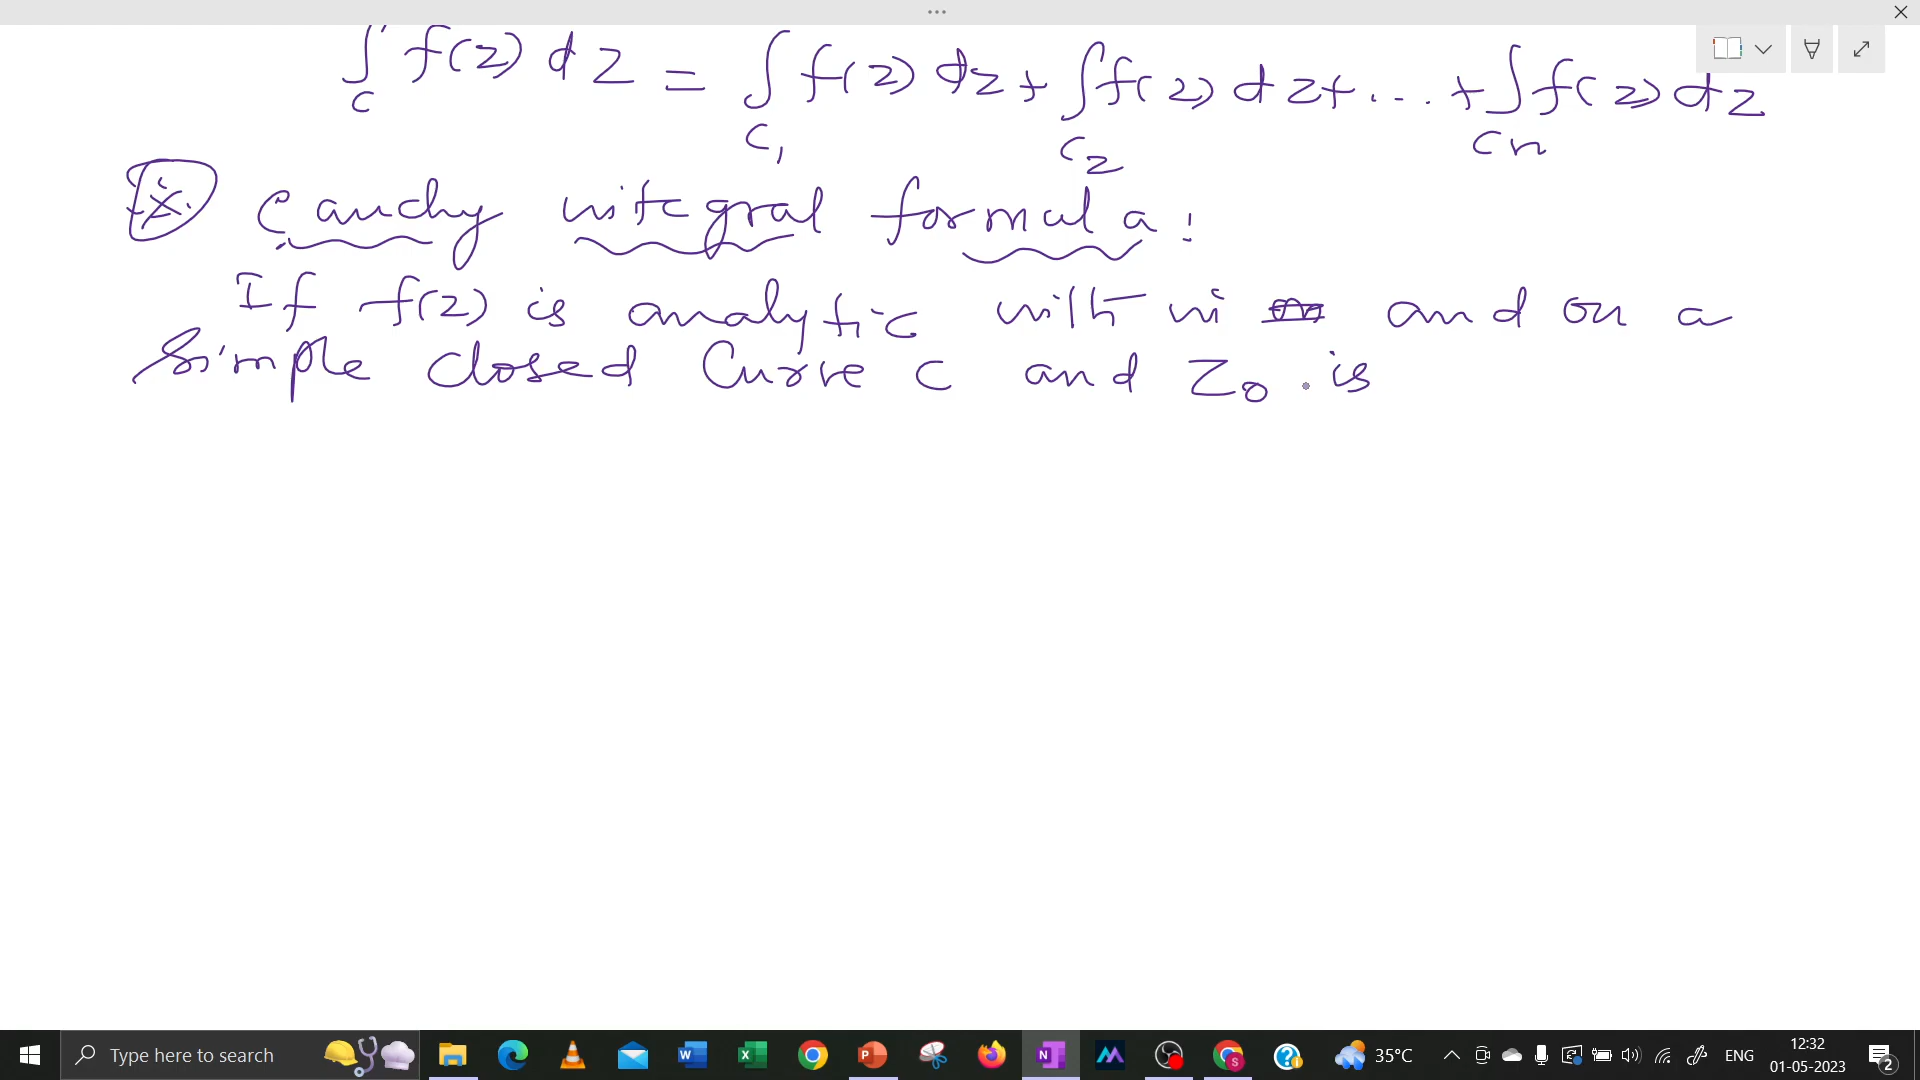 ∫_C f(z) dz = ∫_{C1} f(z) dz + ∫_{C2} f(z) dz + ... + ∫_{Cn} f(z) dz
Cauchy integral formula :
If f(z) is analytic within and on a
Simple closed Curve C and Z0 is
Type here to search
35°C
ENG
12:32
01-05-2023
2